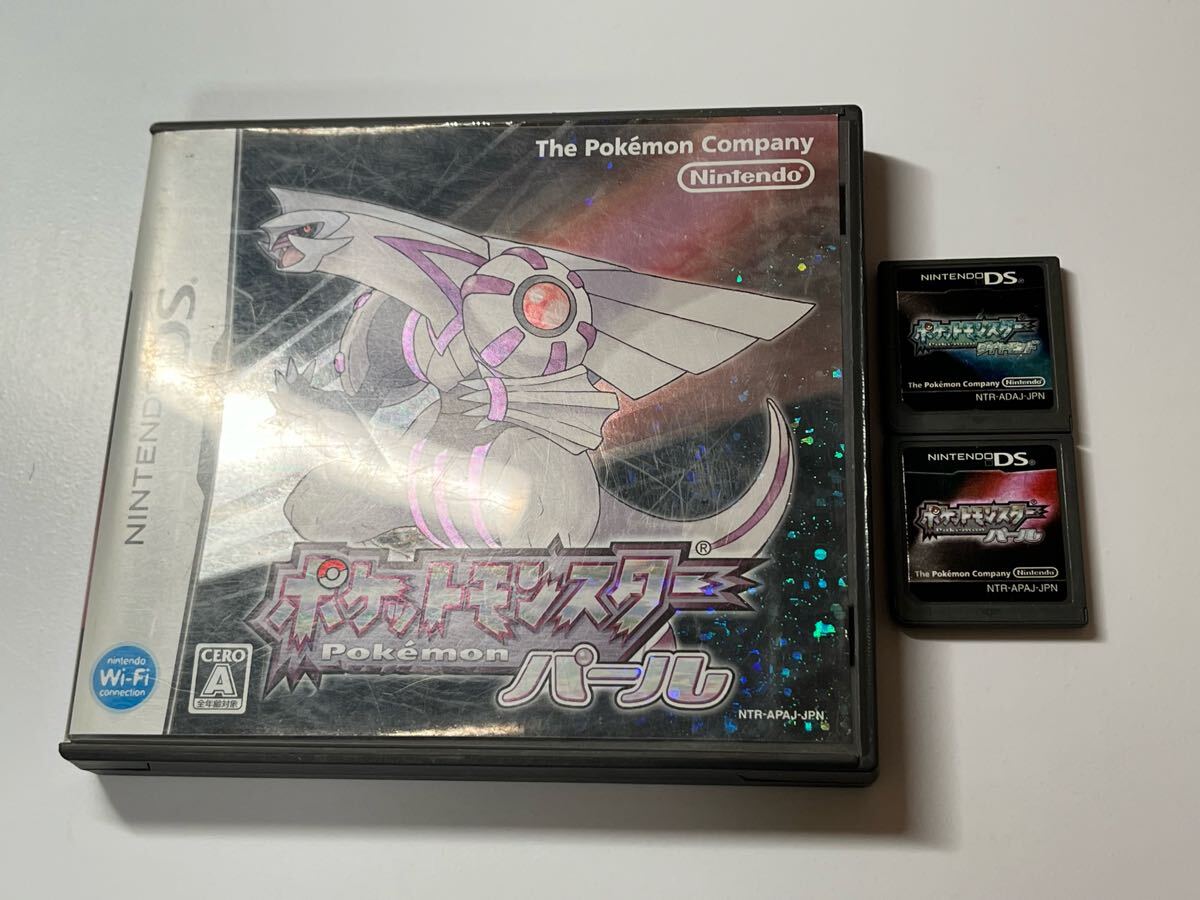 The Pokémon Company
Nintendo®
NINTENDO DS
ポケットモンスター®
Pokémon
パール
nintendo
Wi-Fi
connection
CERO
A
全年齢対象
NTR-APAJ-JPN
NINTENDO DS®
ポケットモンスター
Pokémon
ダイヤモンド
The Pokémon Company Nintendo
NTR-ADAJ-JPN
NINTENDO DS®
ポケットモンスター
Pokémon
パール
The Pokémon Company Nintendo
NTR-APAJ-JPN